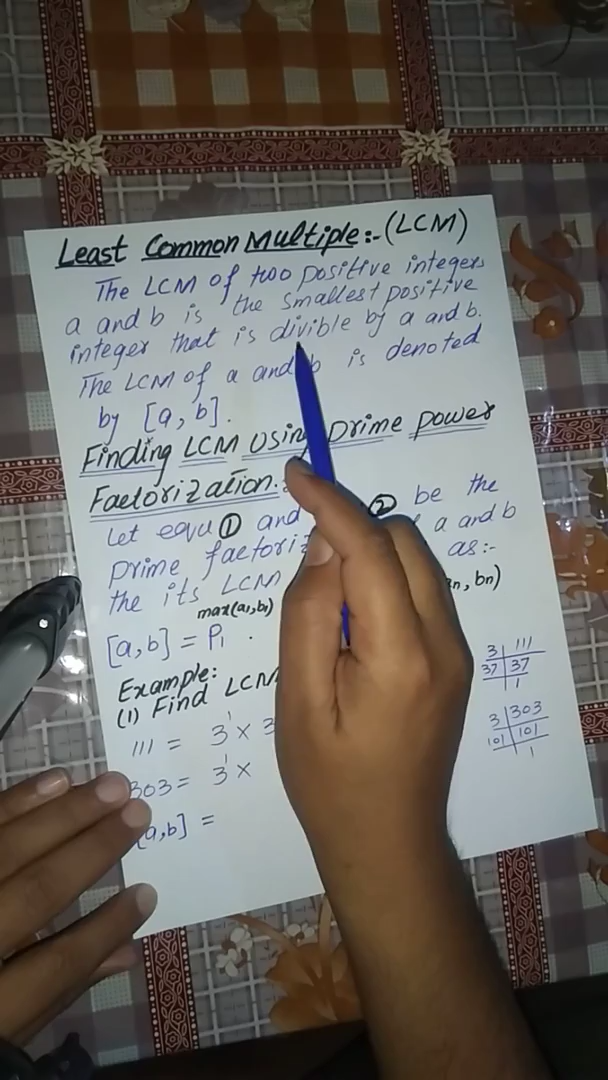 Least Common Multiple:- (LCM)
The LCM of two positive integers
a and b is the smallest positive
integer that is divible by a and b.
The LCM of a and b is denoted
by [a, b].
Finding LCM Using prime power
Factorization.
Let equ ① and ② be the
prime a and b
the its LCM as:-
max(a₁,b₁) bₙ)
[a,b] = P₁ .
Example:
(1) Find LCM
111 = 3¹ × 3
303 = 3¹ ×
[a,b] =
3 | 111
37 | 37
1
3 | 303
101 | 101
1